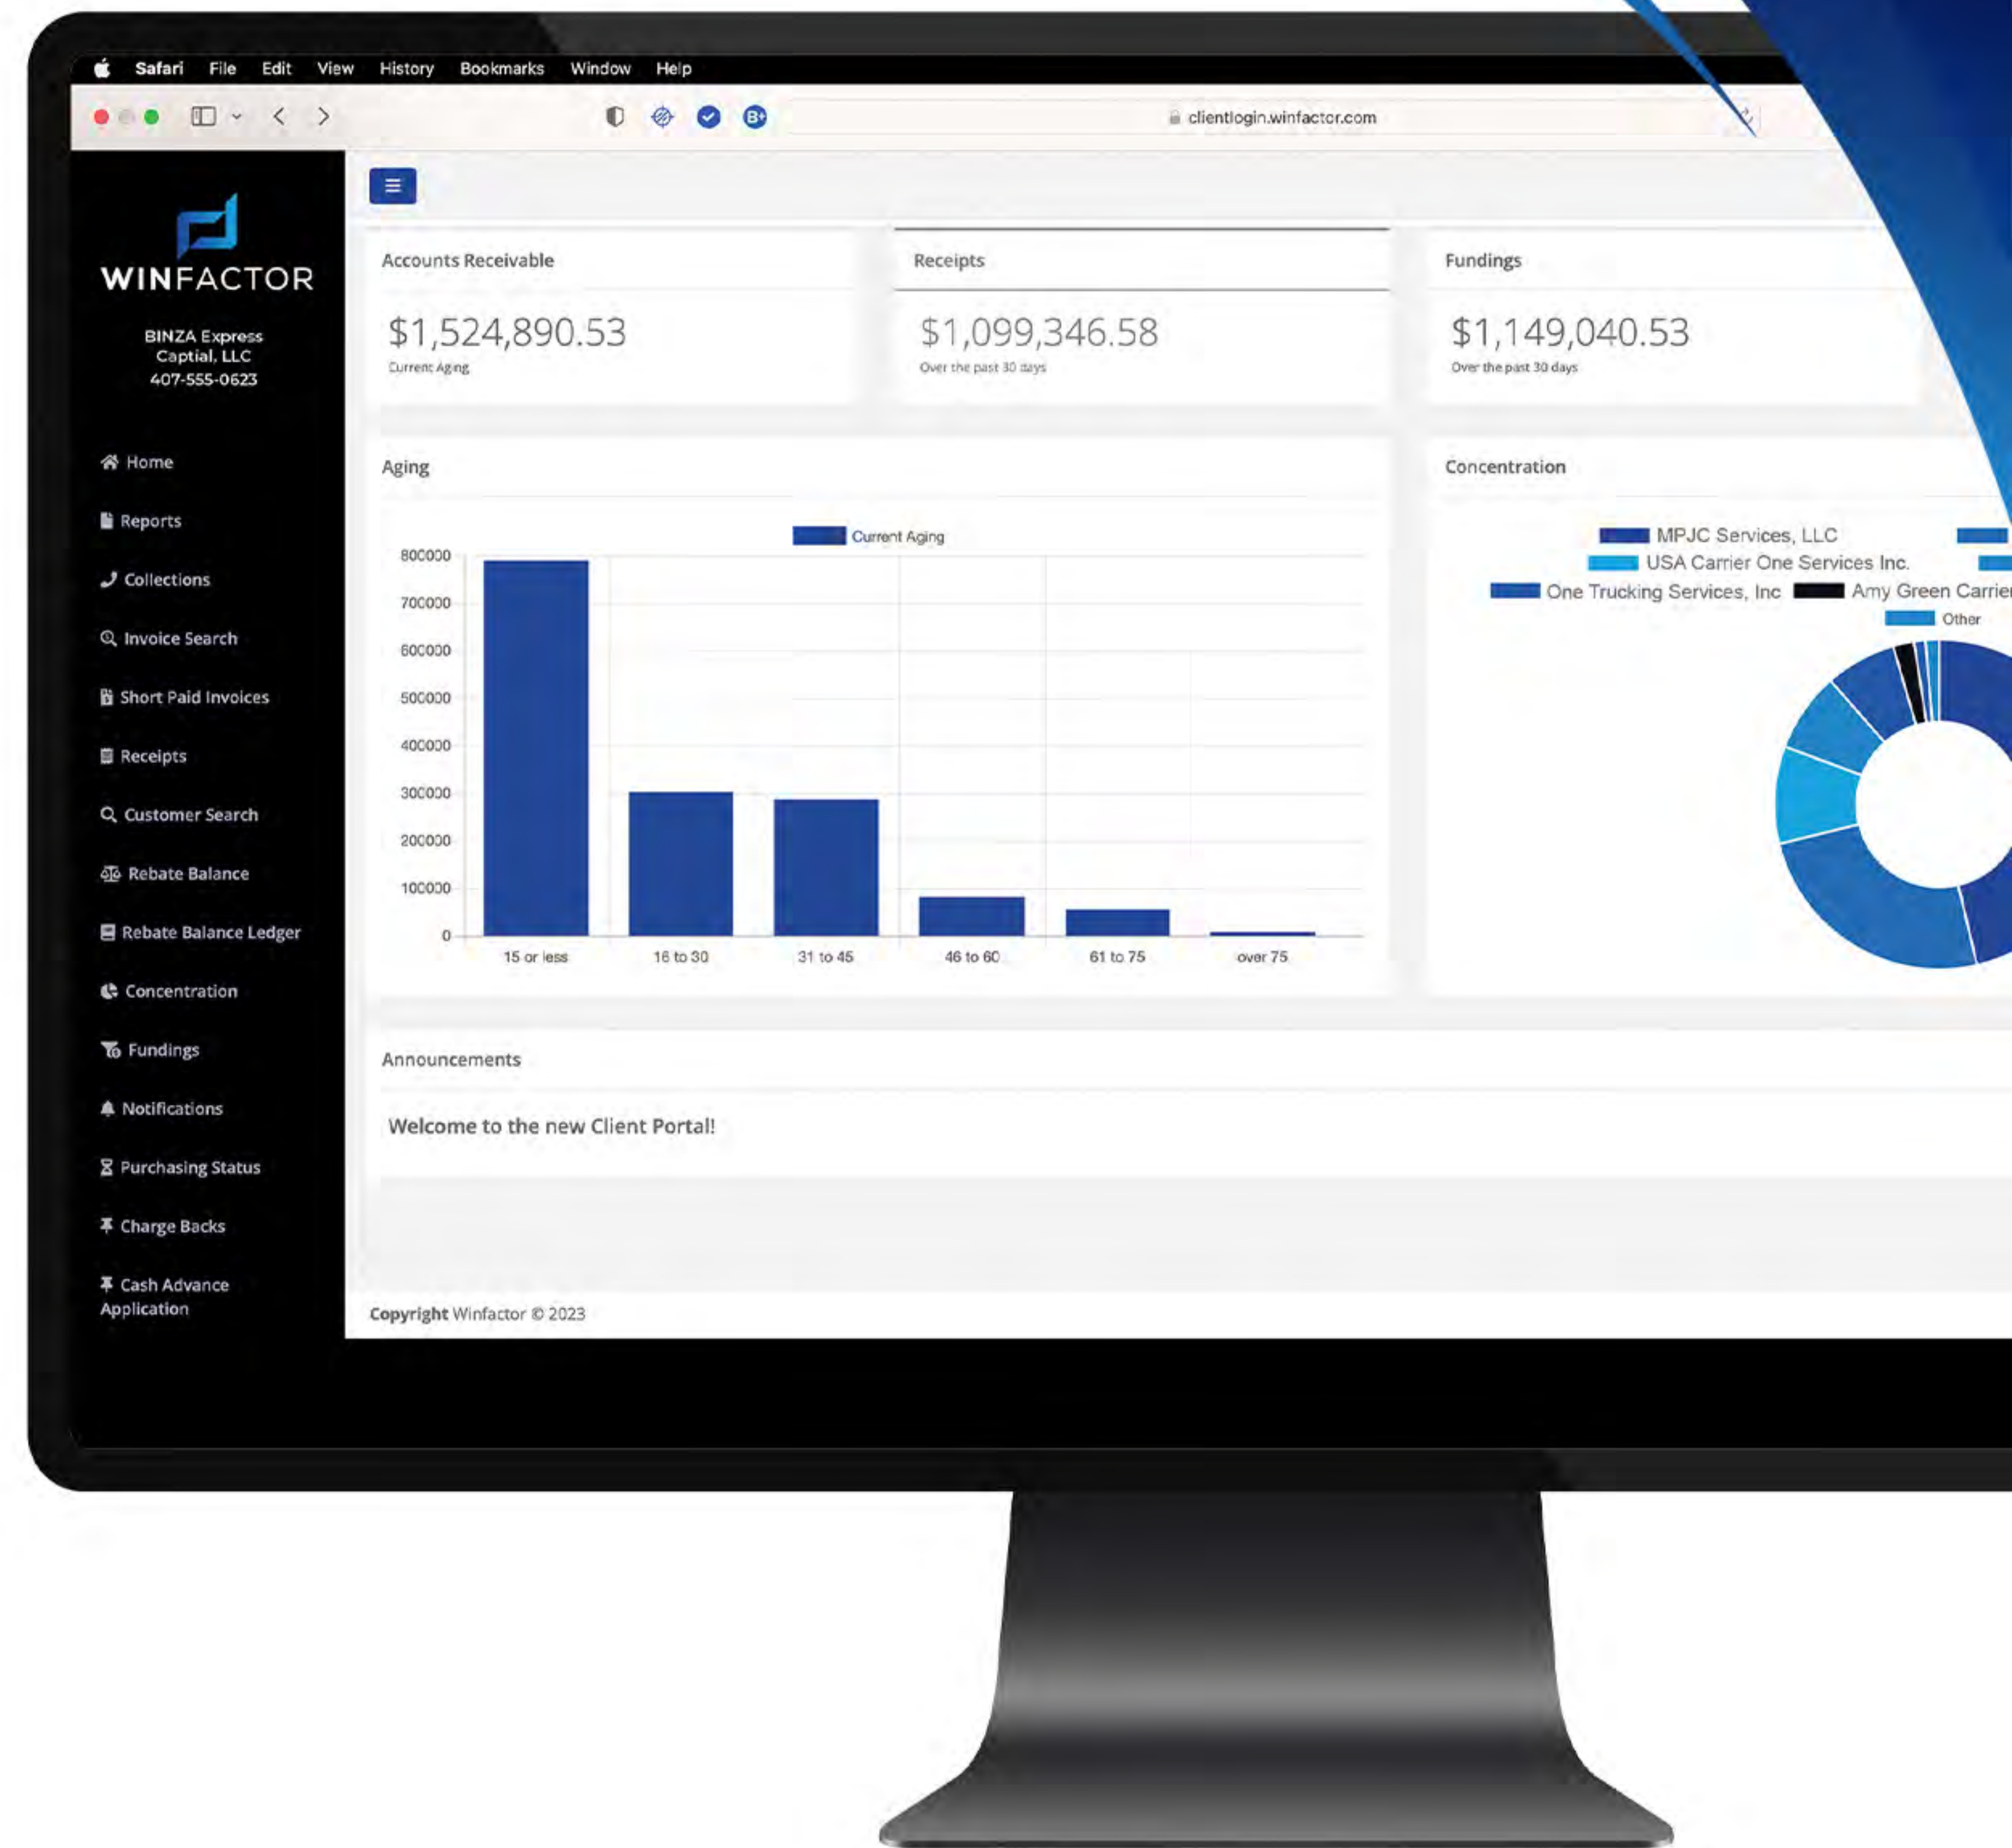 Safari File Edit View History Bookmarks Window Help
B+
clientlogin.winfactor.com
WINFACTOR
BINZA Express
Captial, LLC
407-555-0623
Home
Reports
Collections
Invoice Search
Short Paid Invoices
Receipts
Customer Search
Rebate Balance
Rebate Balance Ledger
Concentration
Fundings
Notifications
Purchasing Status
Charge Backs
Cash Advance
Application
Accounts Receivable
$1,524,890.53
Current Aging
Receipts
$1,099,346.58
Over the past 30 days
Fundings
$1,149,040.53
Over the past 30 days
Aging
Current Aging
800000
700000
600000
500000
400000
300000
200000
100000
0
15 or less 16 to 30 31 to 45 46 to 60 61 to 75 over 75
Concentration
MPJC Services, LLC
USA Carrier One Services Inc.
One Trucking Services, Inc Amy Green Carrier
Other
Announcements
Welcome to the new Client Portal!
Copyright Winfactor © 2023